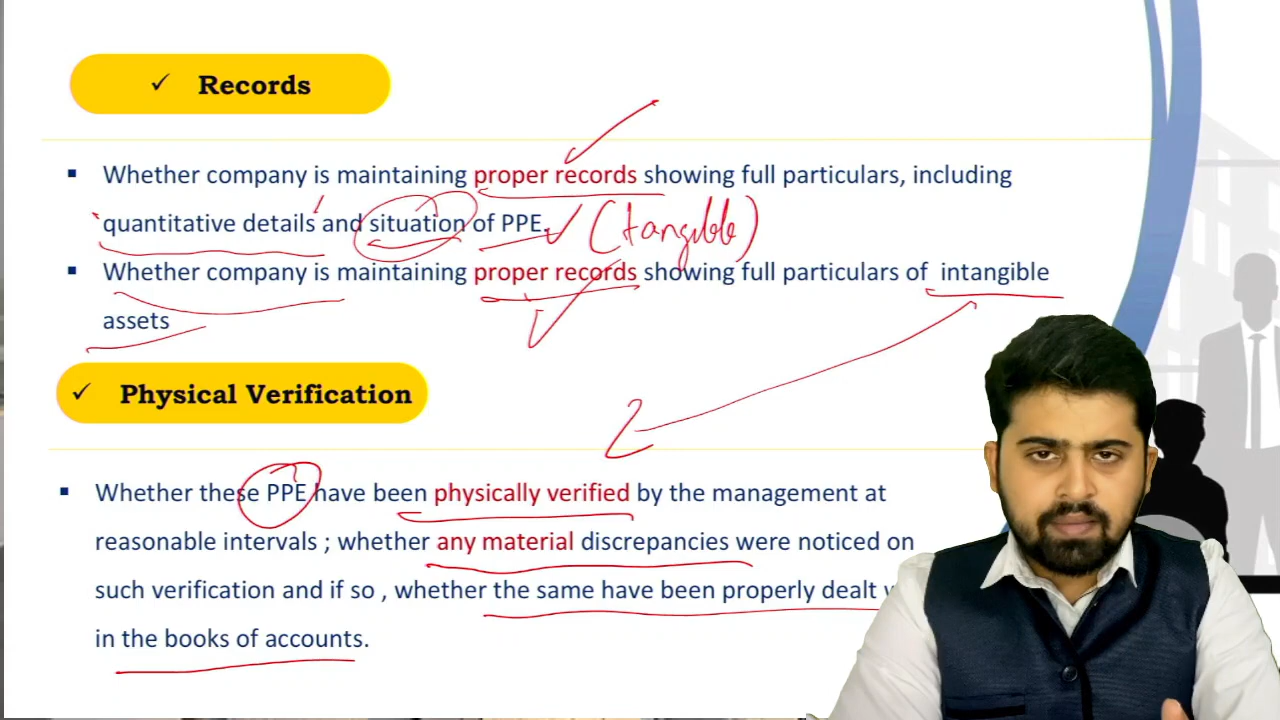 ✓ Records
▪ Whether company is maintaining proper records showing full particulars, including
quantitative details and situation of PPE. (tangible)
▪ Whether company is maintaining proper records showing full particulars of intangible
assets
✓ Physical Verification
▪ Whether these PPE have been physically verified by the management at
reasonable intervals ; whether any material discrepancies were noticed on
such verification and if so , whether the same have been properly dealt
in the books of accounts.